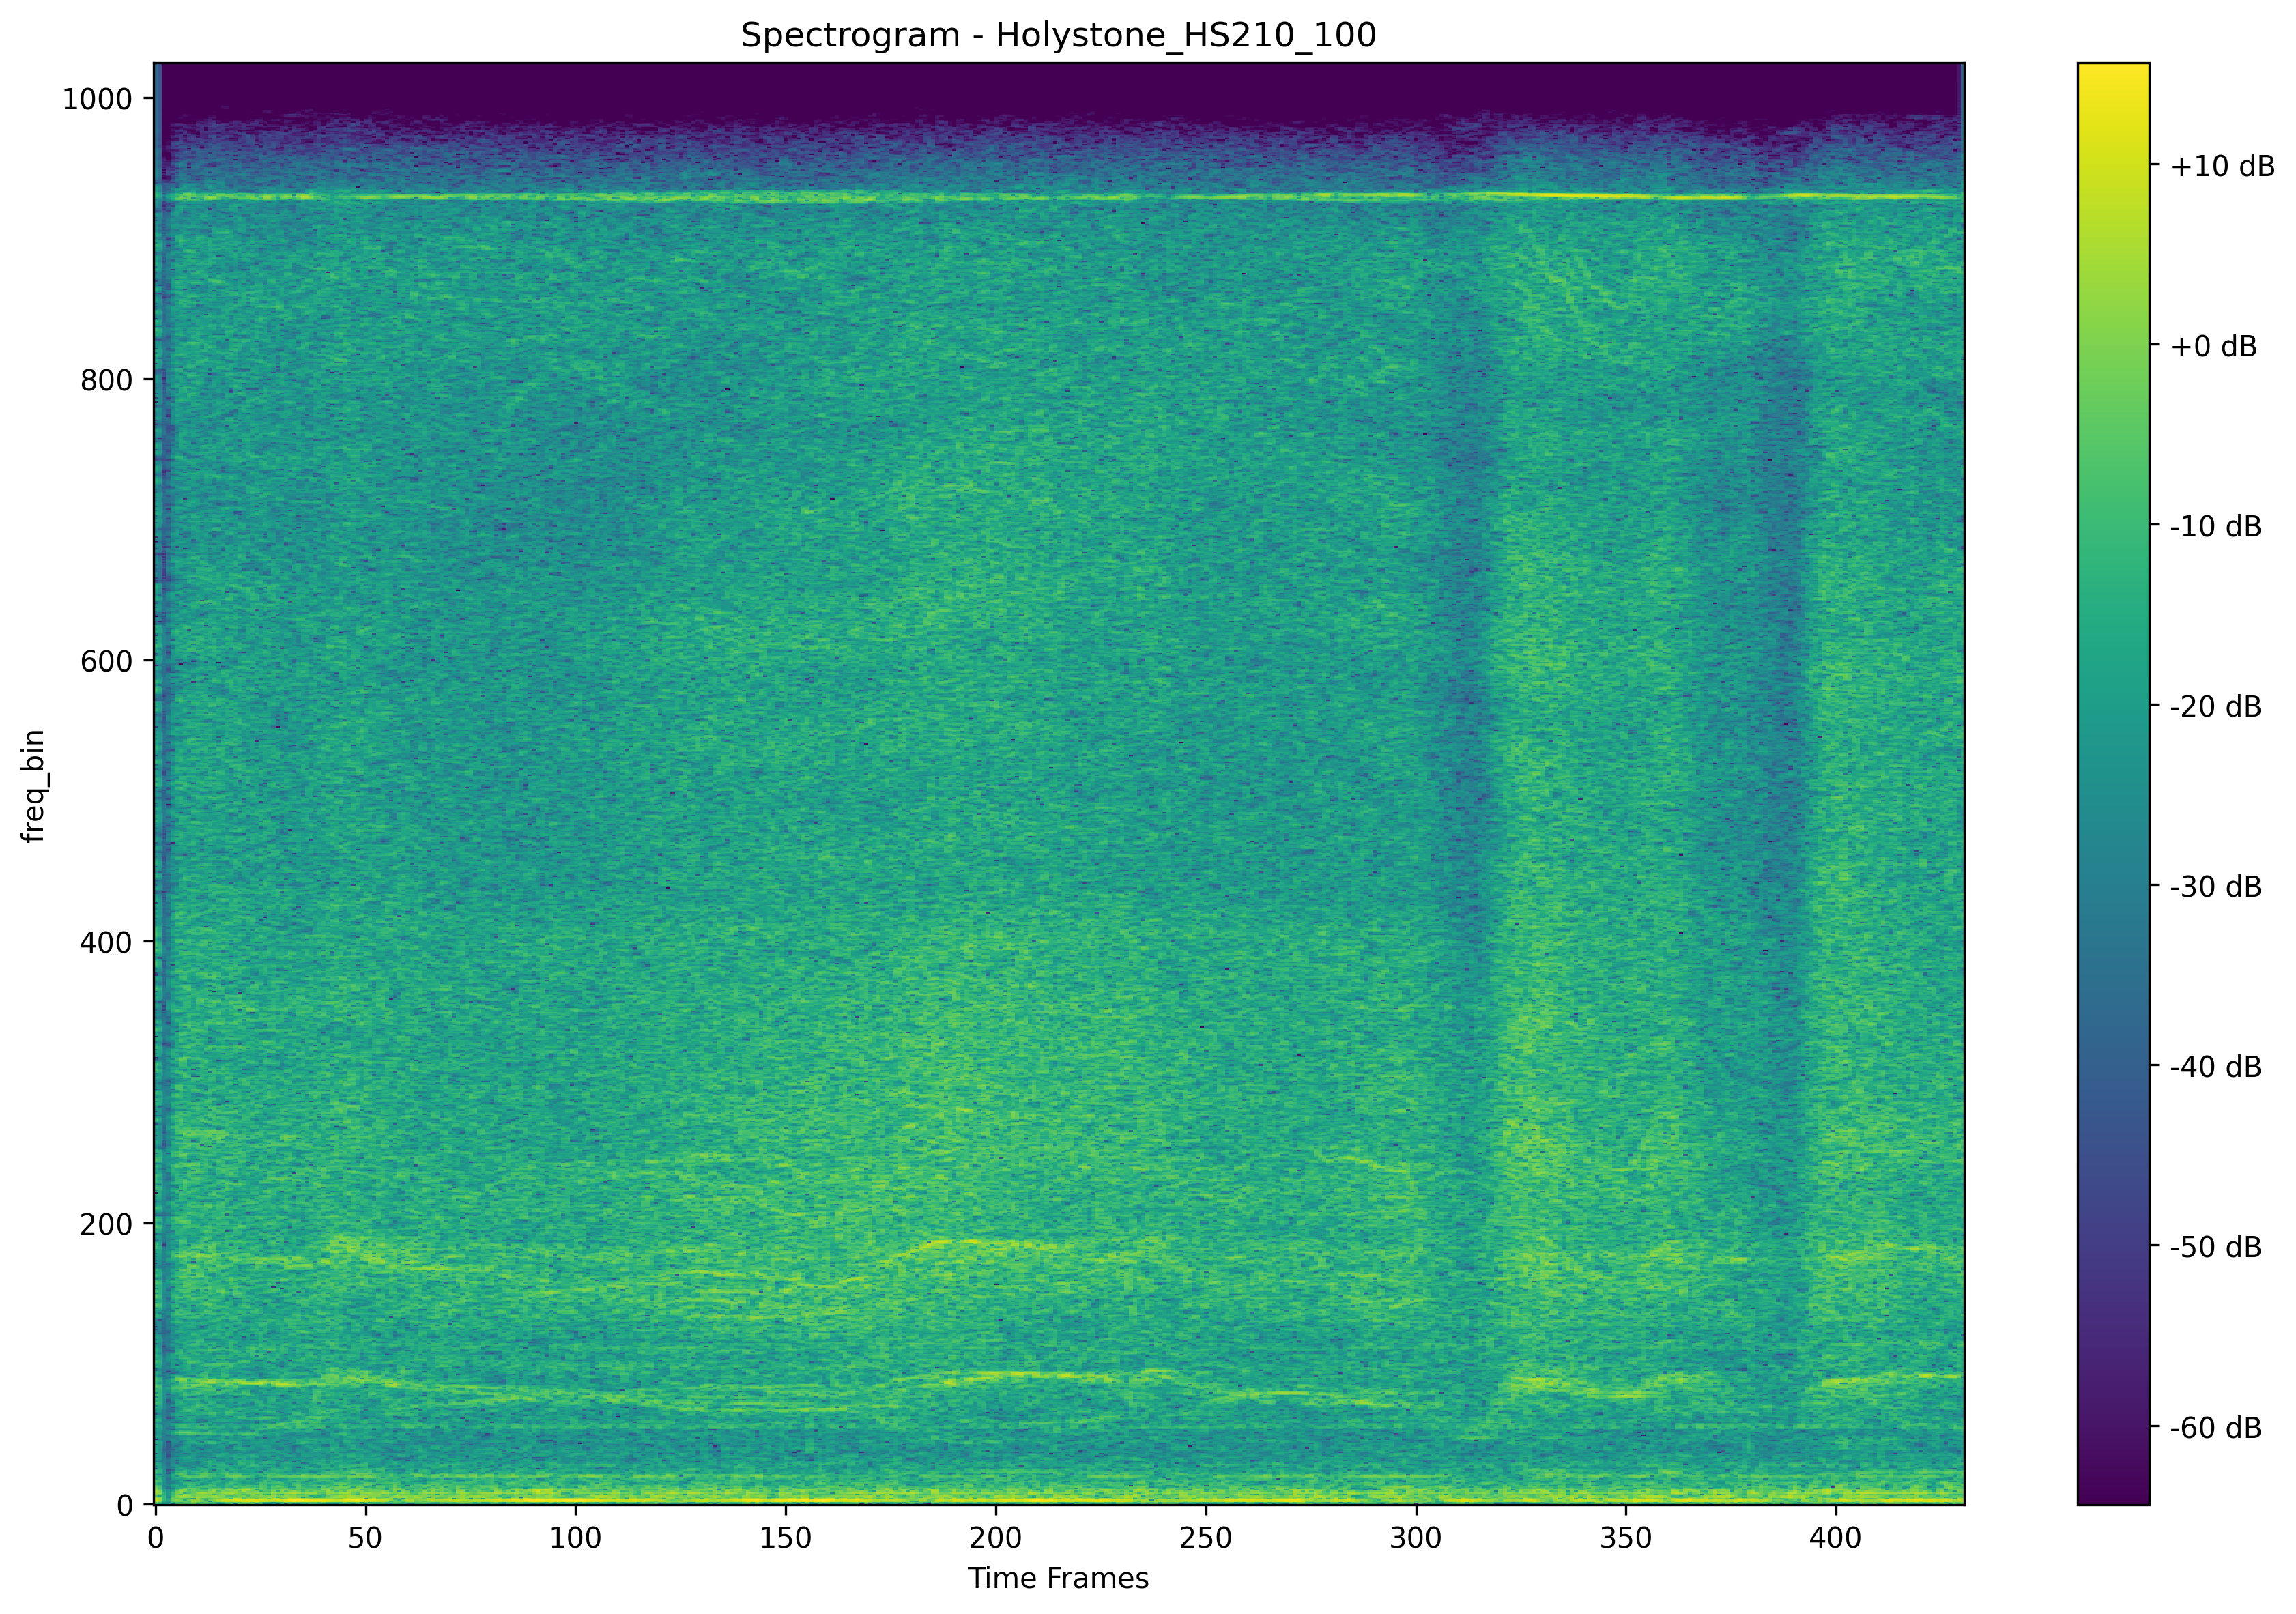 Spectrogram - Holystone_HS210_100
freq_bin
1000
800
600
400
200
0
0 50 100 150 200 250 300 350 400
Time Frames
+10 dB
+0 dB
-10 dB
-20 dB
-30 dB
-40 dB
-50 dB
-60 dB